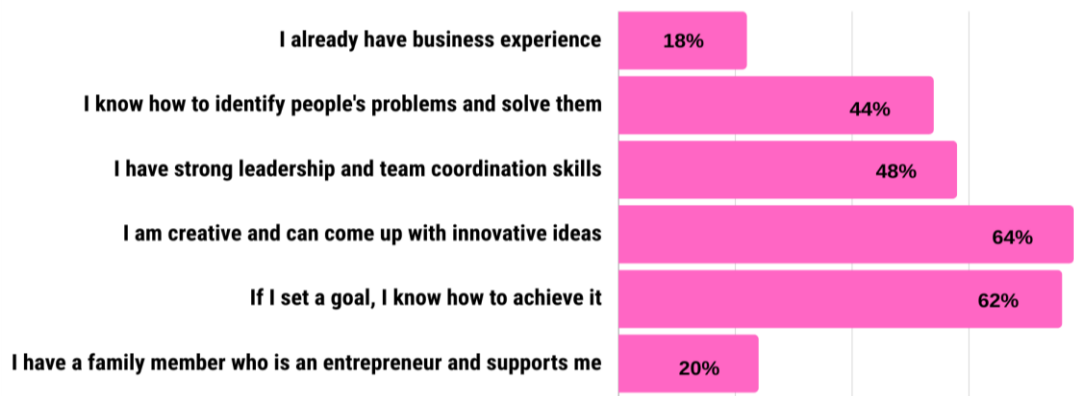 I already have business experience 18%
I know how to identify people's problems and solve them 44%
I have strong leadership and team coordination skills 48%
I am creative and can come up with innovative ideas 64%
If I set a goal, I know how to achieve it 62%
I have a family member who is an entrepreneur and supports me 20%